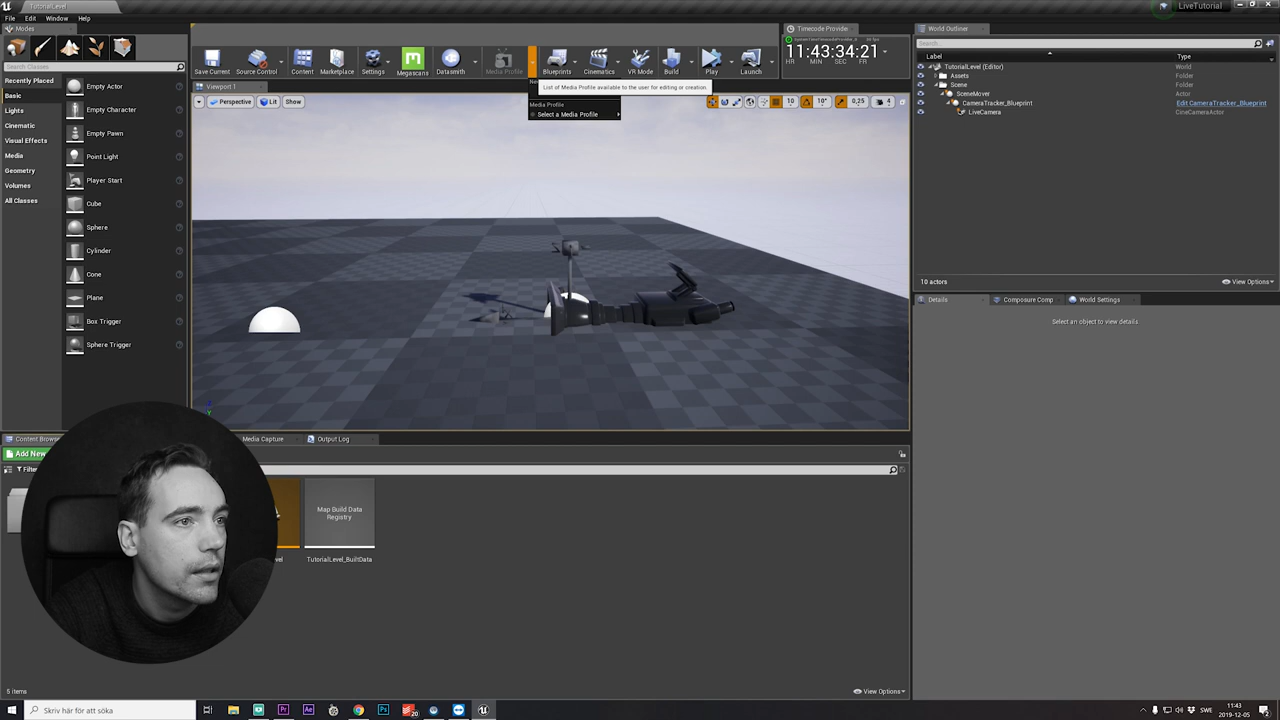 TutorialLevel
LiveTutorial
File Edit Window Help
Modes
Search Classes
Recently Placed
Basic
Lights
Cinematic
Visual Effects
Media
Geometry
Volumes
All Classes
Empty Actor
Empty Character
Empty Pawn
Point Light
Player Start
Cube
Sphere
Cylinder
Cone
Plane
Box Trigger
Sphere Trigger
Save Current
Source Control
Content
Marketplace
Settings
Megascans
Datasmith
Media Profile
Blueprints
Cinematics
VR Mode
Build
Play
Launch
List of Media Profile available to the user for editing or creation.
Media Profile
Select a Media Profile
Viewport 1
Perspective
Lit
Show
10
10°
0,25
4
Timecode Provider
11:43:34:21
HR MIN SEC FR
World Outliner
Search...
Label
Type
TutorialLevel (Editor) World
Assets Folder
Scene Folder
SceneMover Actor
CameraTracker_Blueprint Edit CameraTracker_Blueprint
LiveCamera CineCameraActor
10 actors
View Options
Details
Composure Comp
World Settings
Select an object to view details.
Content Brows
Media Capture
Output Log
Add New
Map Build Data
Registry
TutorialLevel_BuiltData
5 items
View Options
Skriv här för att söka
20
SWE
11:43
2019-12-05
2